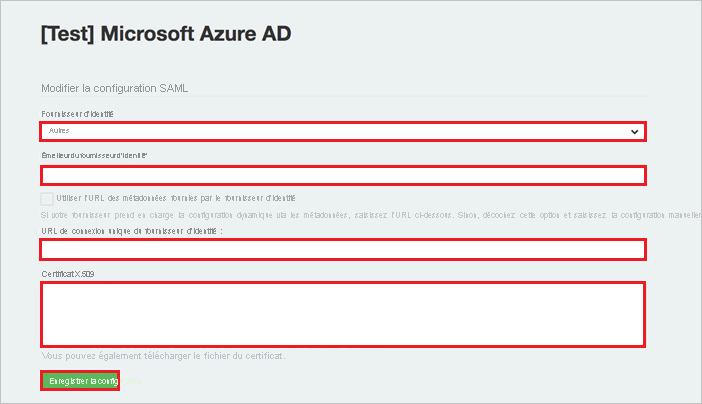 [Test] Microsoft Azure AD
Modifier la configuration SAML
Fournisseur d'identité
Autres
Émetteur du fournisseur d'identité*
Utiliser l'URL des métadonnées fournies par le fournisseur d'identité
Si votre fournisseur prend en charge la configuration dynamique via les métadonnées, saisissez l'URL ci-dessous. Sinon, décochez cette option et saisissez la configuration
URL de connexion unique du fournisseur d'identité :
Certificat X.509
Vous pouvez également télécharger le fichier du certificat.
Enregistrer la config